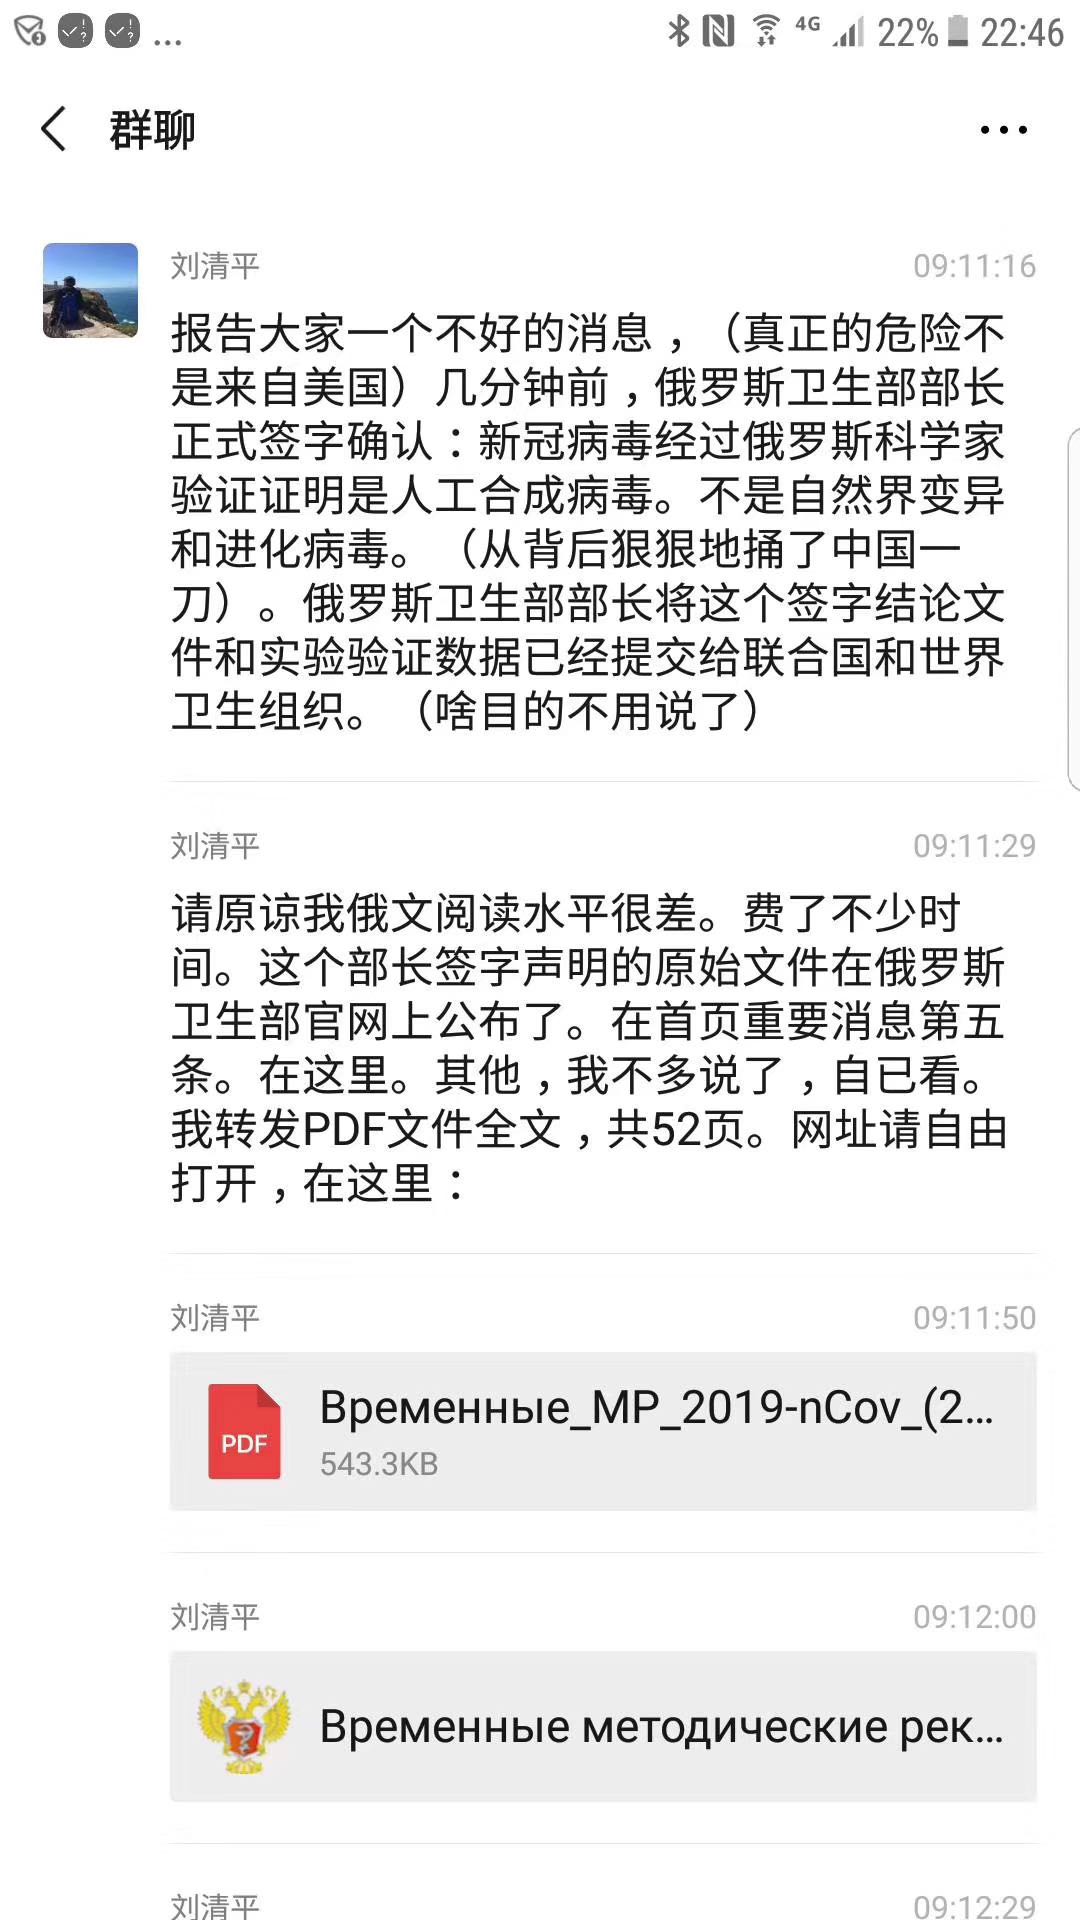 ... 4G 22% 22:46
群聊
刘清平 09:11:16
报告大家一个不好的消息，（真正的危险不
是来自美国）几分钟前，俄罗斯卫生部部长
正式签字确认：新冠病毒经过俄罗斯科学家
验证证明是人工合成病毒。不是自然界变异
和进化病毒。（从背后狠狠地捅了中国一
刀）。俄罗斯卫生部部长将这个签字结论文
件和实验验证数据已经提交给联合国和世界
卫生组织。（啥目的不用说了）
刘清平 09:11:29
请原谅我俄文阅读水平很差。费了不少时
间。这个部长签字声明的原始文件在俄罗斯
卫生部官网上公布了。在首页重要消息第五
条。在这里。其他，我不多说了，自已看。
我转发PDF文件全文，共52页。网址请自由
打开，在这里：
刘清平 09:11:50
PDF
Временные_МР_2019-nCov_(2...
543.3KB
刘清平 09:12:00
Временные методические рек...
刘清平 09:12:29